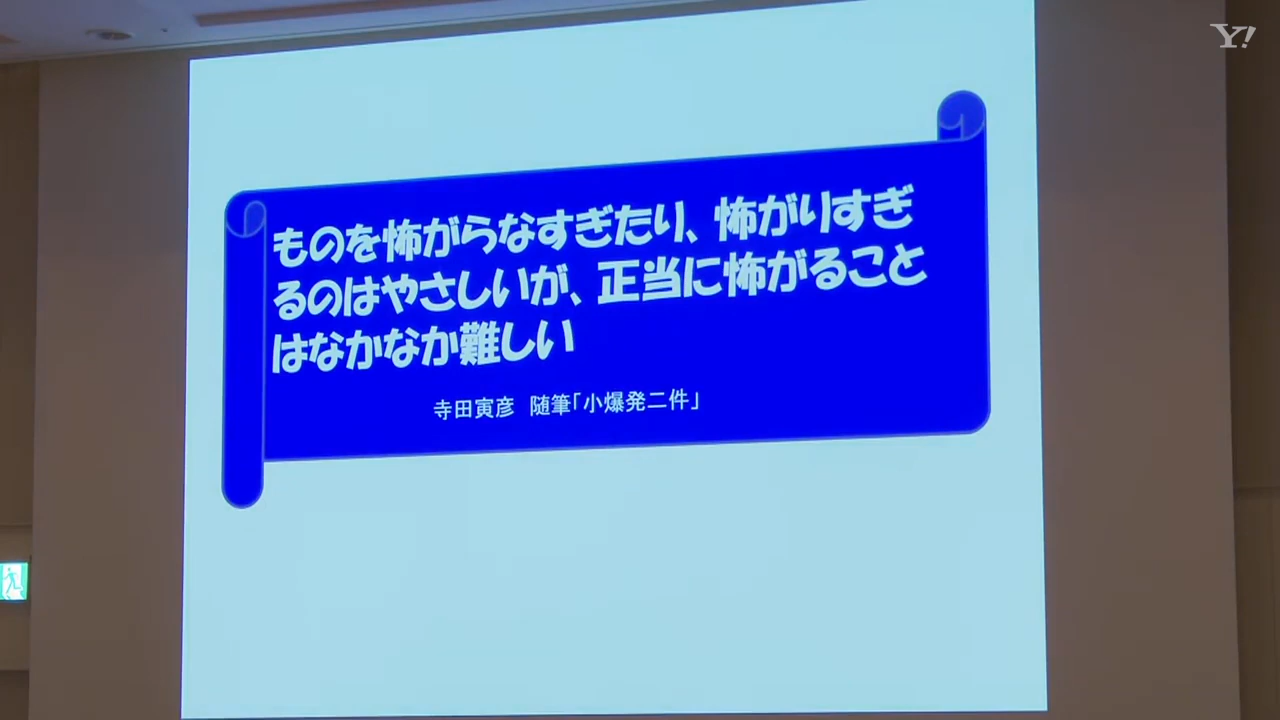 Y!
ものを怖がらなすぎたり、怖がりすぎ
るのはやさしいが、正当に怖がること
はなかなか難しい
寺田寅彦 随筆「小爆発二件」